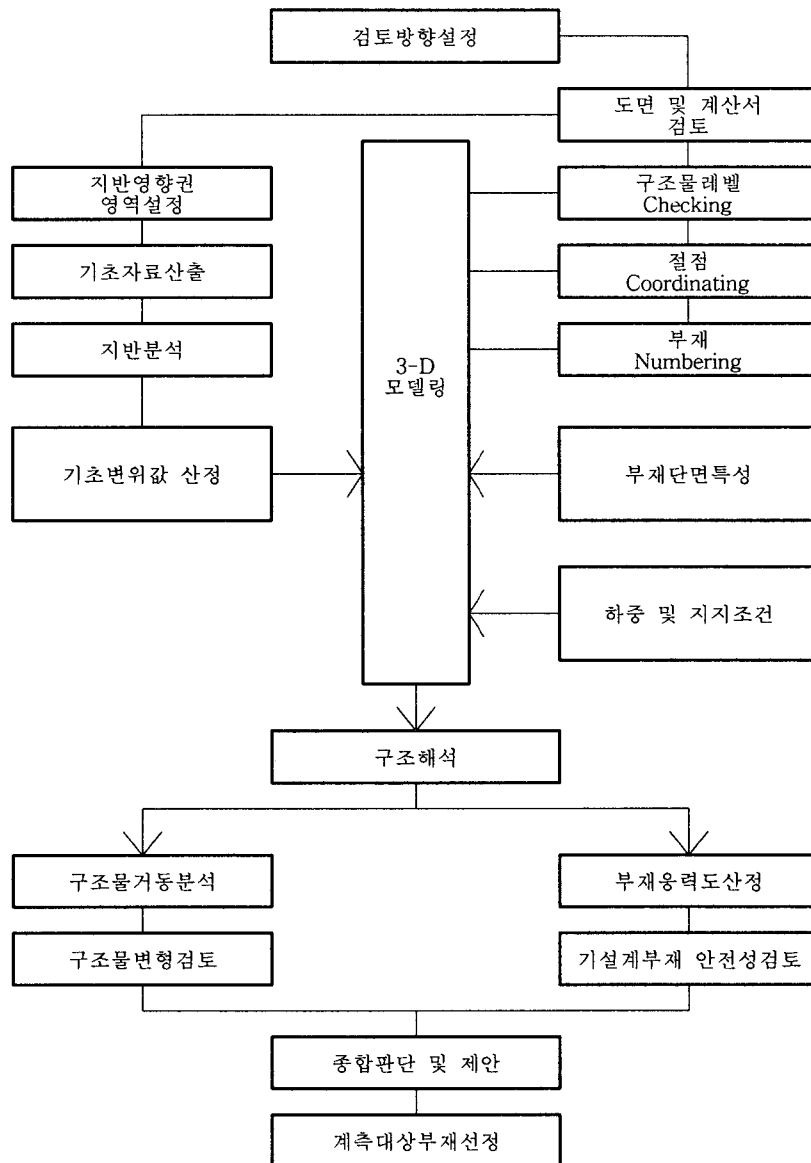 검토방향설정
도면 및 계산서
검토
지반영향권
영역설정
구조물레벨
Checking
기초자료산출
절점
Coordinating
지반분석
부재
Numbering
3-D
모델링
기초변위값 산정
부재단면특성
하중 및 지지조건
구조해석
구조물거동분석
부재응력도산정
구조물변형검토
기설계부재 안전성검토
종합판단 및 제안
계측대상부재선정